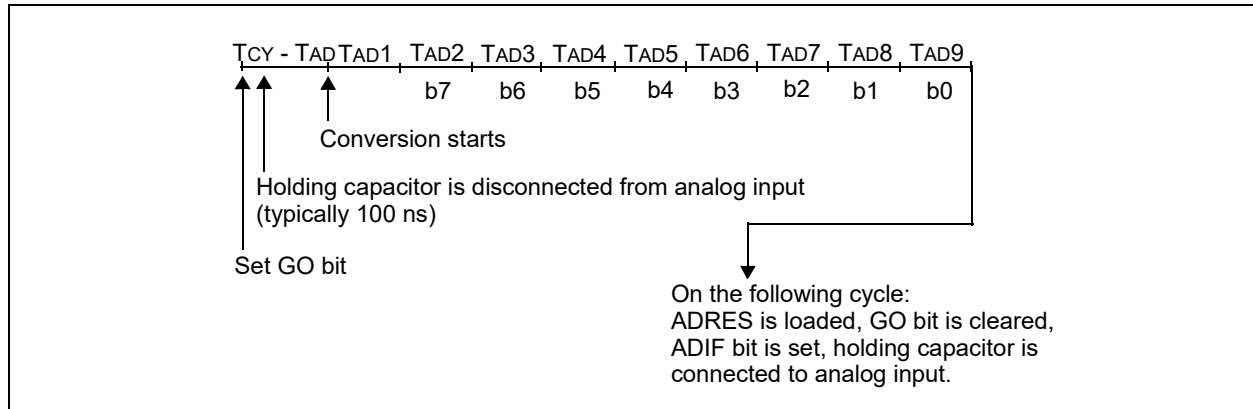 TCY - TAD TAD1 TAD2 TAD3 TAD4 TAD5 TAD6 TAD7 TAD8 TAD9
b7 b6 b5 b4 b3 b2 b1 b0
Conversion starts
Holding capacitor is disconnected from analog input
(typically 100 ns)
Set GO bit
On the following cycle:
ADRES is loaded, GO bit is cleared,
ADIF bit is set, holding capacitor is
connected to analog input.